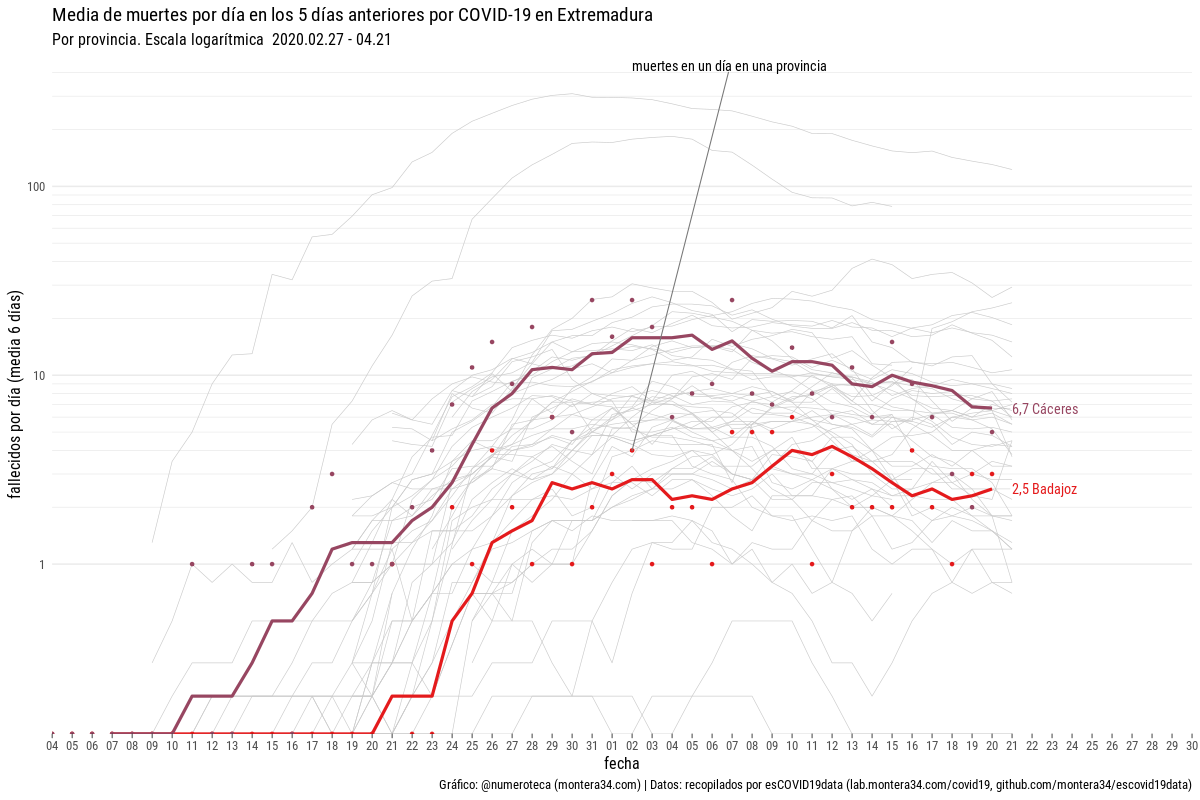 Media de muertes por día en los 5 días anteriores por COVID-19 en Extremadura
Por provincia. Escala logarítmica  2020.02.27 - 04.21
muertes en un día en una provincia
fallecidos por día (media 6 días)
100
10
1
6,7 Cáceres
2,5 Badajoz
04 05 06 07 08 09 10 11 12 13 14 15 16 17 18 19 20 21 22 23 24 25 26 27 28 29 30 31 01 02 03 04 05 06 07 08 09 10 11 12 13 14 15 16 17 18 19 20 21 22 23 24 25 26 27 28 29 30
fecha
Gráfico: @numeroteca (montera34.com) | Datos: recopilados por esCOVID19data (lab.montera34.com/covid19, github.com/montera34/escovid19data)